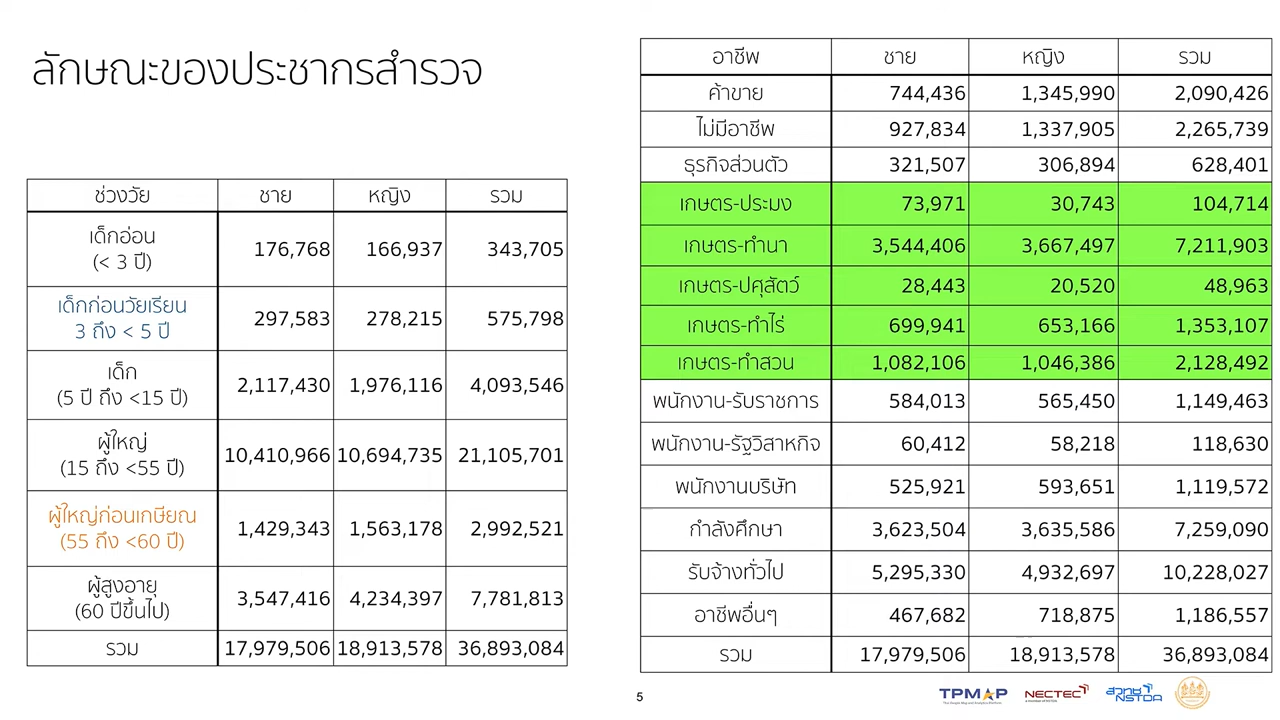 ลักษณะของประชากรสำรวจ
ช่วงวัย ชาย หญิง รวม
เด็กอ่อน
(< 3 ปี) 176,768 166,937 343,705
เด็กก่อนวัยเรียน
3 ถึง < 5 ปี 297,583 278,215 575,798
เด็ก
(5 ปี ถึง <15 ปี) 2,117,430 1,976,116 4,093,546
ผู้ใหญ่
(15 ถึง <55 ปี) 10,410,966 10,694,735 21,105,701
ผู้ใหญ่ก่อนเกษียณ
(55 ถึง <60 ปี) 1,429,343 1,563,178 2,992,521
ผู้สูงอายุ
(60 ปีขึ้นไป) 3,547,416 4,234,397 7,781,813
รวม 17,979,506 18,913,578 36,893,084
อาชีพ ชาย หญิง รวม
ค้าขาย 744,436 1,345,990 2,090,426
ไม่มีอาชีพ 927,834 1,337,905 2,265,739
ธุรกิจส่วนตัว 321,507 306,894 628,401
เกษตร-ประมง 73,971 30,743 104,714
เกษตร-ทำนา 3,544,406 3,667,497 7,211,903
เกษตร-ปศุสัตว์ 28,443 20,520 48,963
เกษตร-ทำไร่ 699,941 653,166 1,353,107
เกษตร-ทำสวน 1,082,106 1,046,386 2,128,492
พนักงาน-รับราชการ 584,013 565,450 1,149,463
พนักงาน-รัฐวิสาหกิจ 60,412 58,218 118,630
พนักงานบริษัท 525,921 593,651 1,119,572
กำลังศึกษา 3,623,504 3,635,586 7,259,090
รับจ้างทั่วไป 5,295,330 4,932,697 10,228,027
อาชีพอื่นๆ 467,682 718,875 1,186,557
รวม 17,979,506 18,913,578 36,893,084
5
TPMAP
NECTEC
สวทช
NSTDA